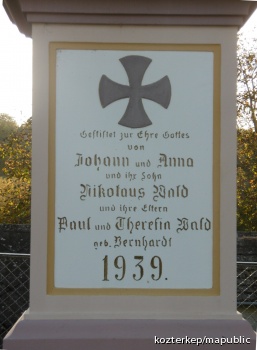 Gestiftet zur Ehre Gottes
von
Johann und Anna
und ihr Sohn
Nikolaus Wald
und ihre Eltern
Paul und Theresia Wald
geb. Bernhardt
1939.
kozterkep/mapublic